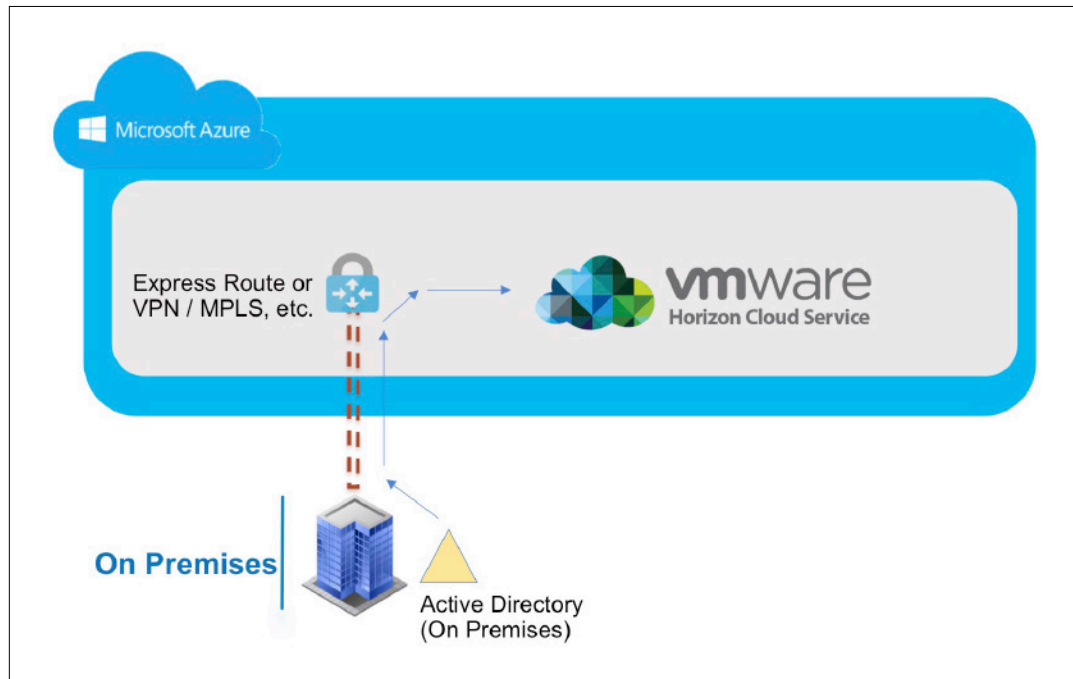 Microsoft Azure
Express Route or
VPN / MPLS, etc.
vmware
Horizon Cloud Service
On Premises
Active Directory
(On Premises)